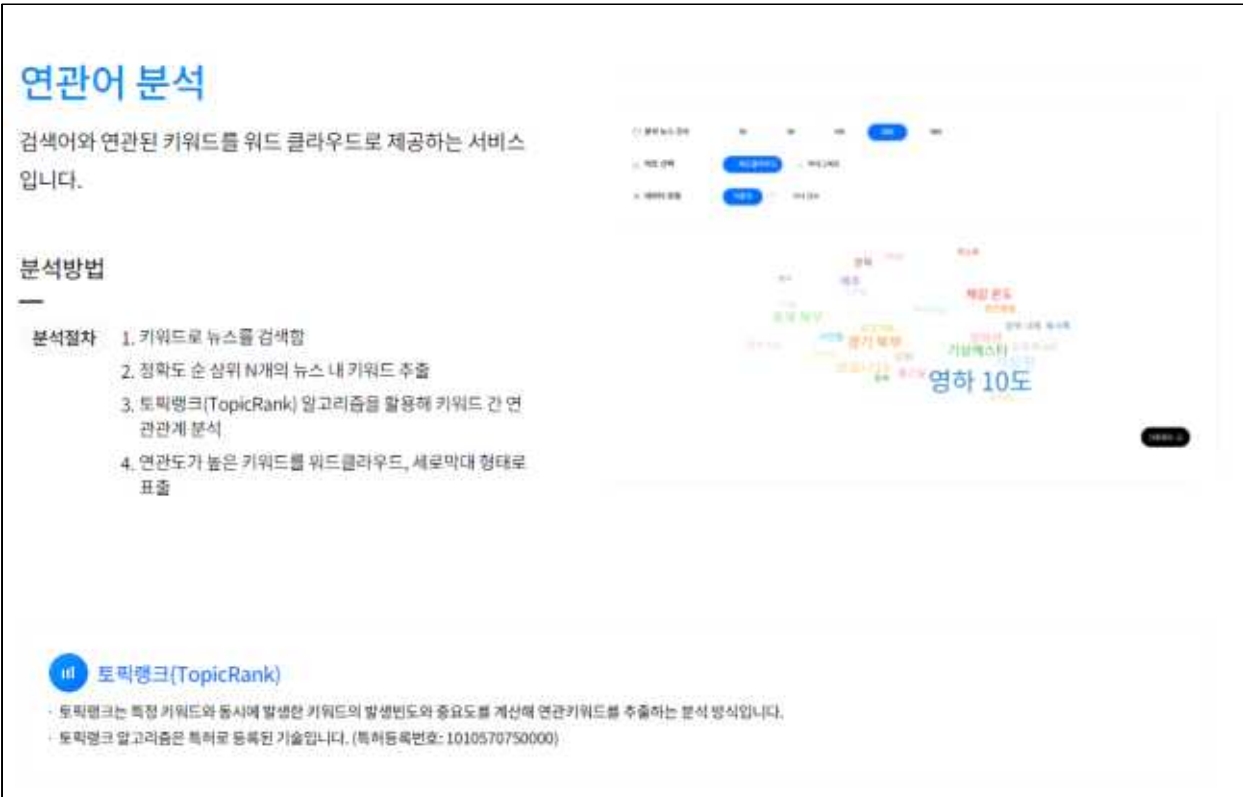 연관어 분석
검색어와 연관된 키워드를 워드 클라우드로 제공하는 서비스
입니다.
분석방법
분석절차
1. 키워드로 뉴스를 검색함
2. 정확도 순 상위 N개의 뉴스 내 키워드 추출
3. 토픽랭크(TopicRank) 알고리즘을 활용해 키워드 간 연
관관계 분석
4. 연관도가 높은 키워드를 워드클라우드, 세로막대 형태로
표출
체감 온도
경기 북부
기상캐스터
영하 10도
토픽랭크(TopicRank)
· 토픽랭크는 특정 키워드와 동시에 발생한 키워드의 발생빈도와 중요도를 계산해 연관키워드를 추출하는 분석 방식입니다.
· 토픽랭크 알고리즘은 특허로 등록된 기술입니다. (특허등록번호: 1010570750000)